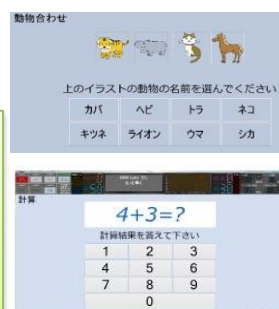 動物合わせ
上のイラストの動物の名前を選んでください
カバ ヘビ トラ ネコ
キツネ ライオン ウマ シカ
計算
4+3=?
計算結果を答えて下さい
1 2 3
4 5 6
7 8 9
0